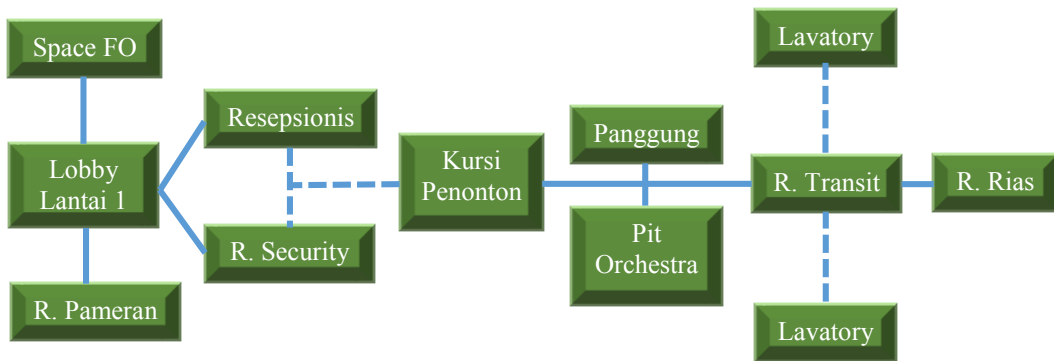 Space FO
Lobby
Lantai 1
R. Pameran
Resepsionis
R. Security
Kursi
Penonton
Panggung
Pit
Orchestra
Lavatory
R. Transit
R. Rias
Lavatory